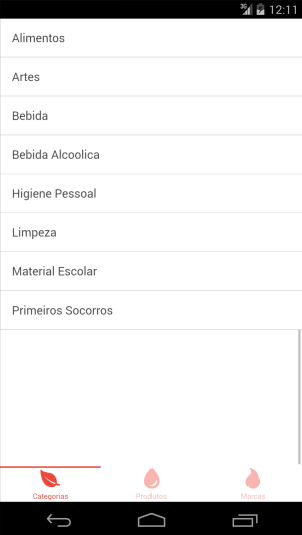 3G 12:11
Alimentos
Artes
Bebida
Bebida Alcoolica
Higiene Pessoal
Limpeza
Material Escolar
Primeiros Socorros
Categorias Produtos Marcas